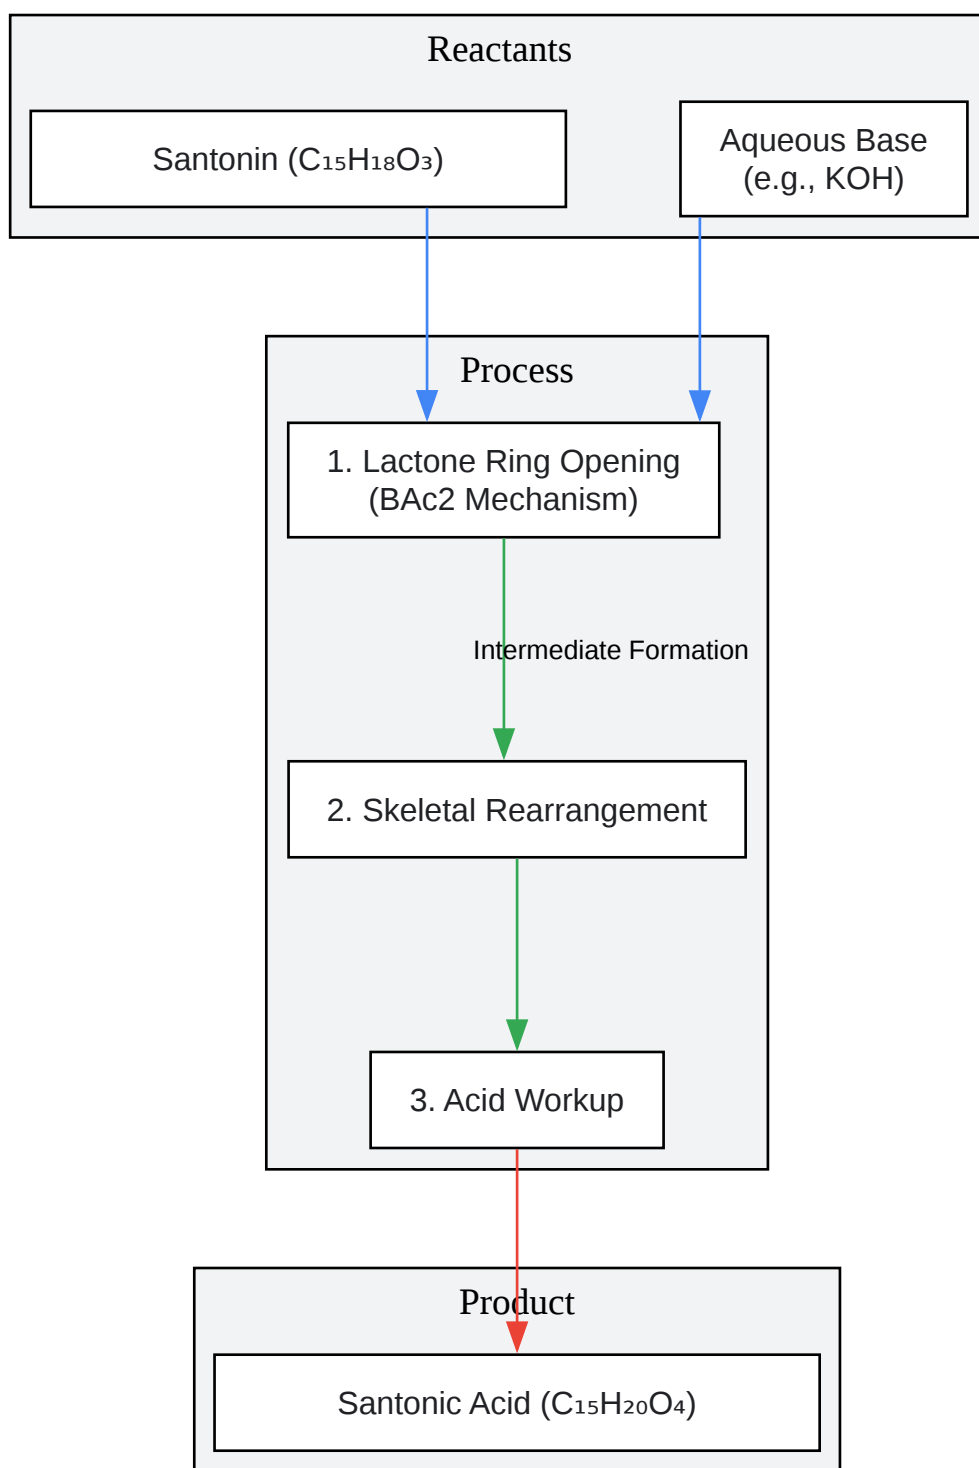 Reactants
Santonin (C₁₅H₁₈O₃)
Aqueous Base
(e.g., KOH)
Process
1. Lactone Ring Opening
(BAc2 Mechanism)
Intermediate Formation
2. Skeletal Rearrangement
3. Acid Workup
Product
Santonic Acid (C₁₅H₂₀O₄)